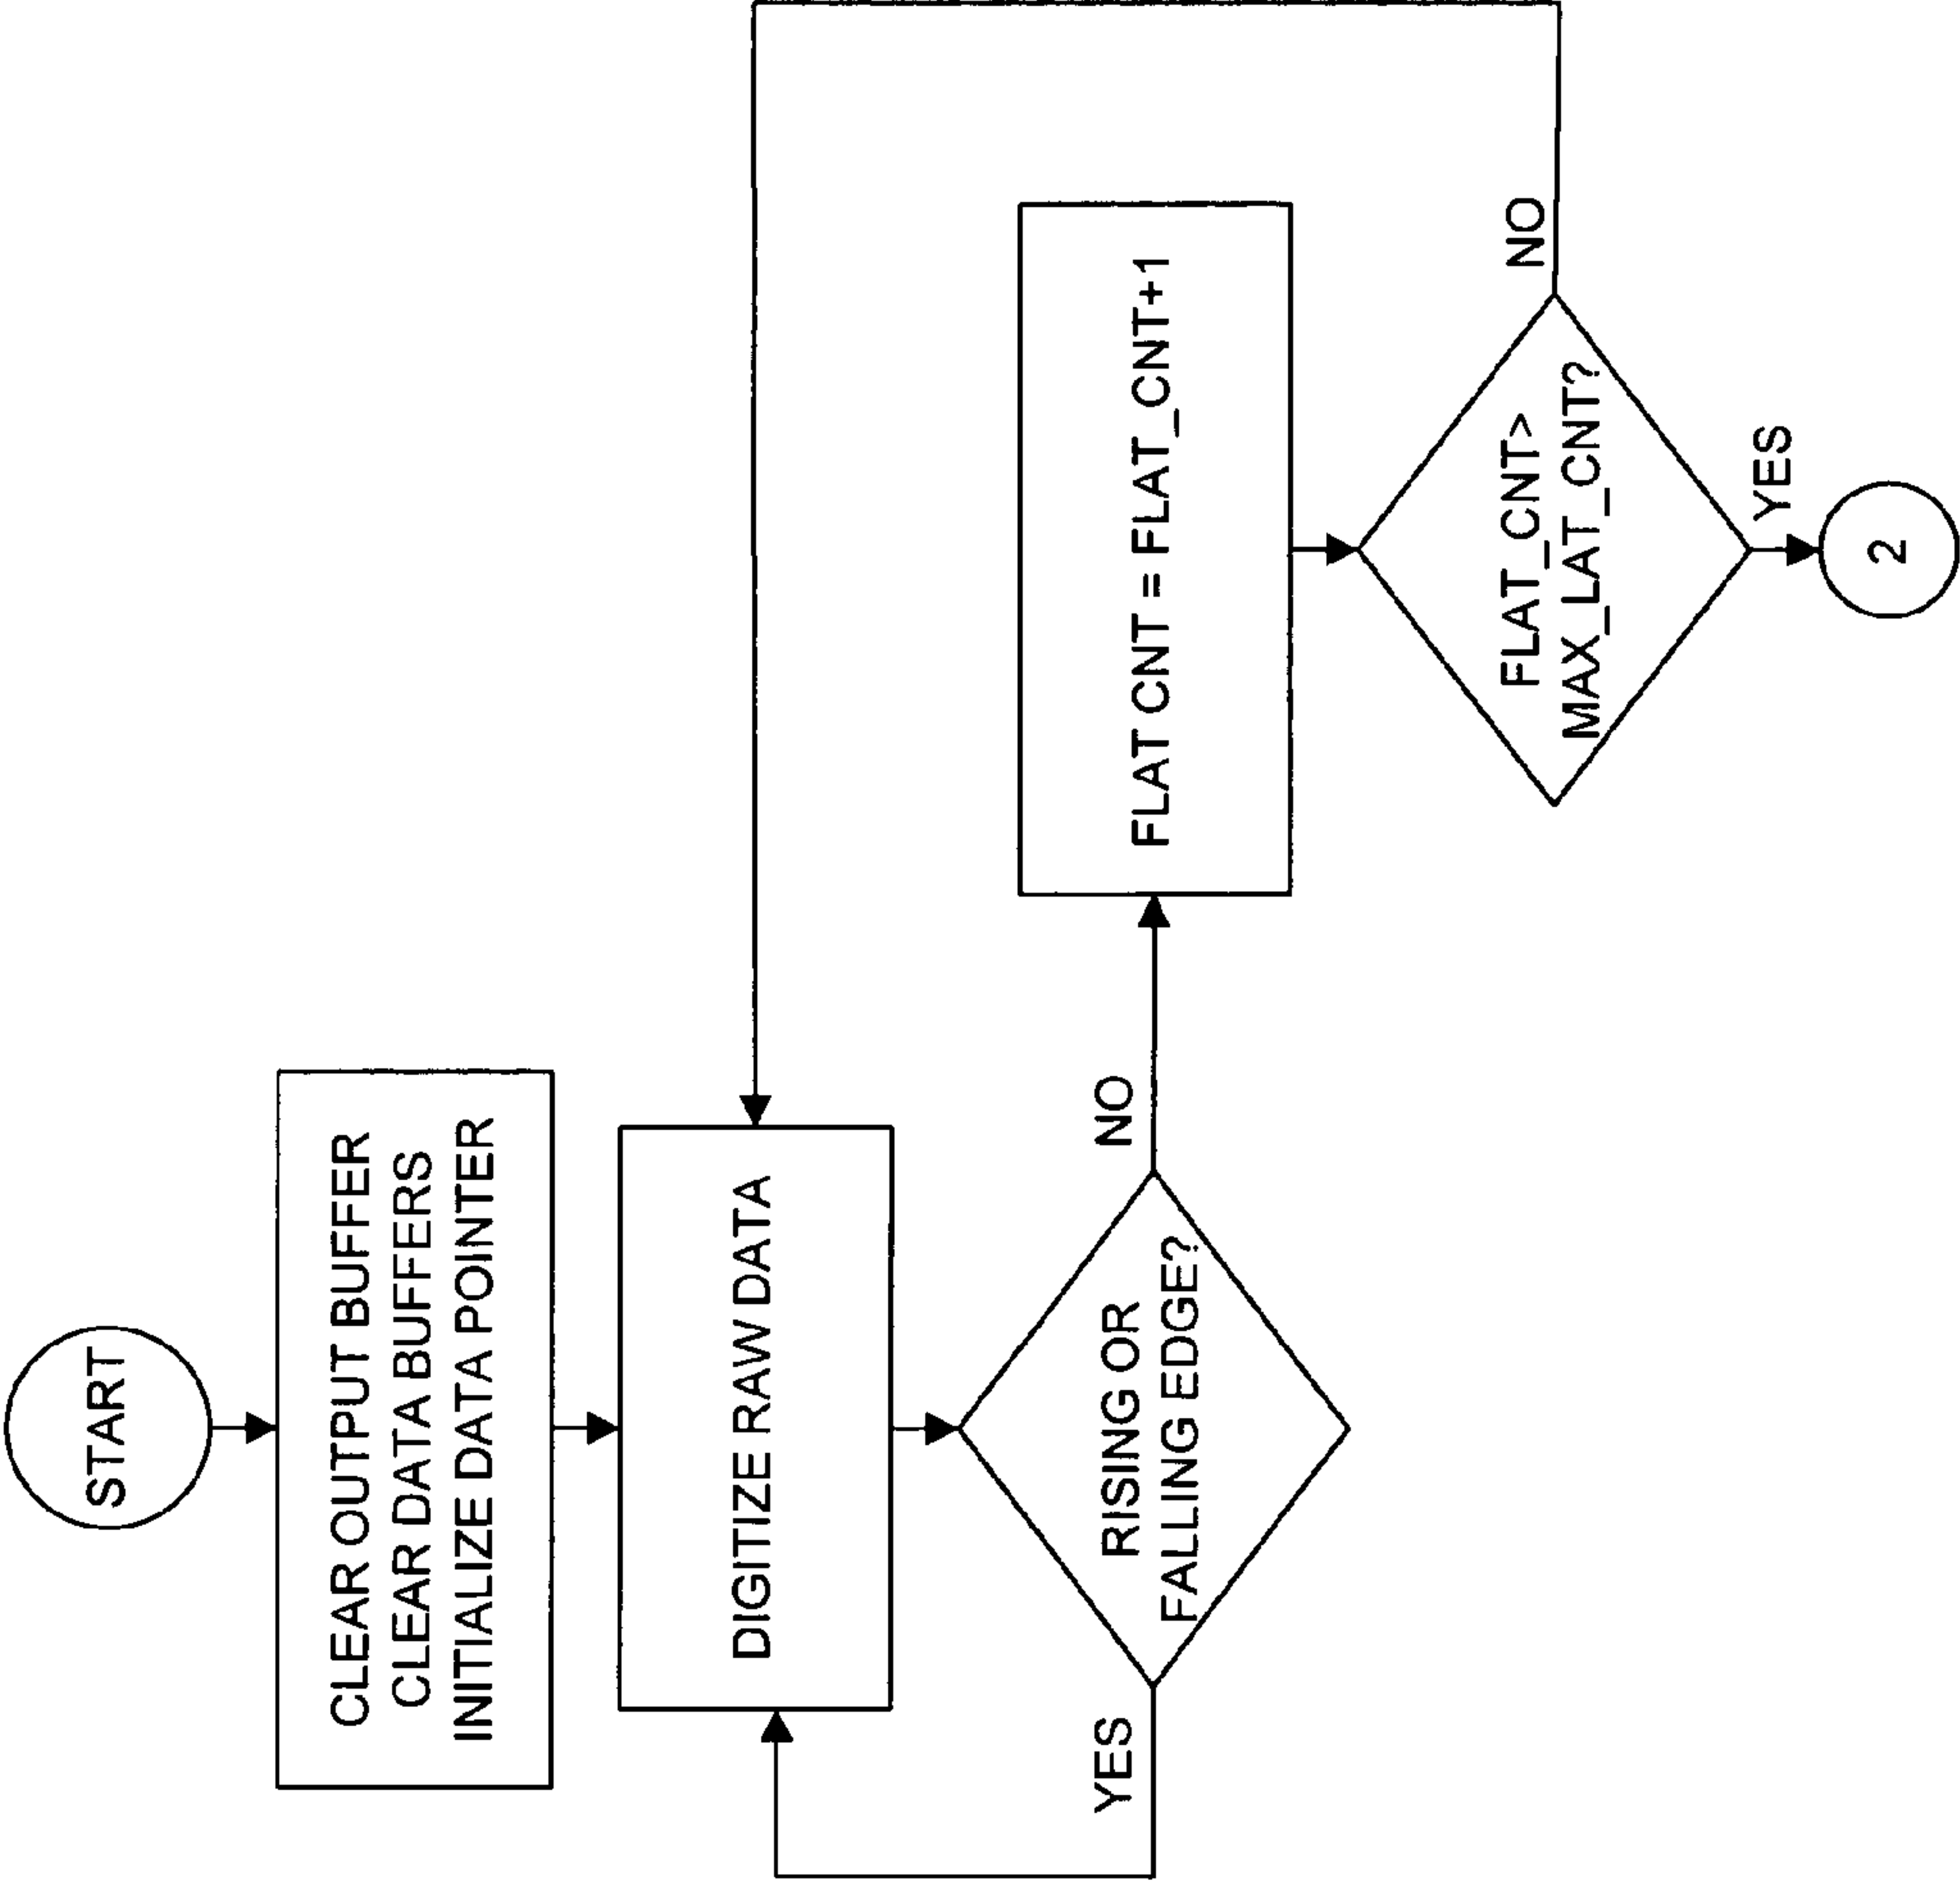 START
CLEAR OUTPUT BUFFER
CLEAR DATA BUFFERS
INITIALIZE DATA POINTER
DIGITIZE RAW DATA
RISING OR
FALLING EDGE?
YES
NO
FLAT CNT = FLAT_CNT+1
FLAT_CNT>
MAX_LAT_CNT?
NO
YES
2